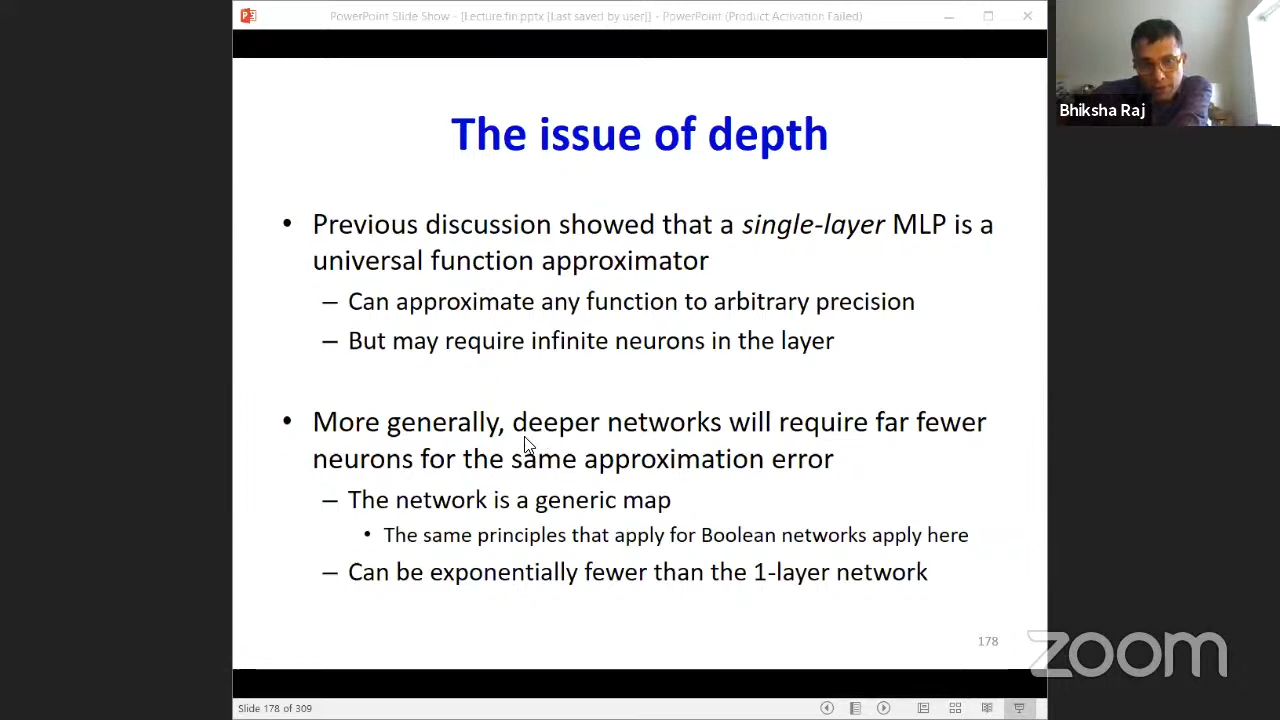 PowerPoint Slide Show - [Lecture.fin.pptx [Last saved by user]] - PowerPoint (Product Activation Failed)
Bhiksha Raj
The issue of depth
• Previous discussion showed that a single-layer MLP is a
universal function approximator
– Can approximate any function to arbitrary precision
– But may require infinite neurons in the layer
• More generally, deeper networks will require far fewer
neurons for the same approximation error
– The network is a generic map
• The same principles that apply for Boolean networks apply here
– Can be exponentially fewer than the 1-layer network
178
zoom
Slide 178 of 309